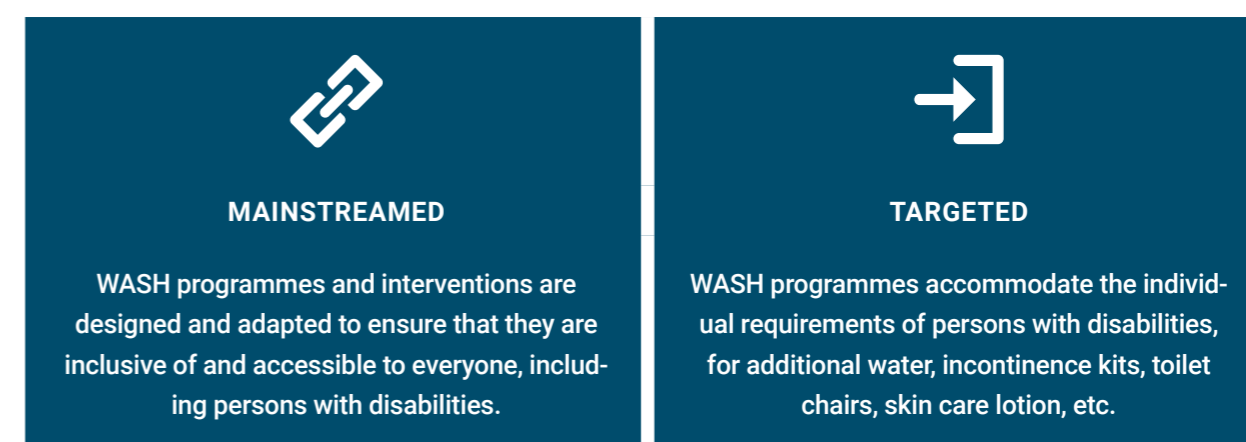 MAINSTREAMED
WASH programmes and interventions are
designed and adapted to ensure that they are
inclusive of and accessible to everyone, includ-
ing persons with disabilities.
TARGETED
WASH programmes accommodate the individ-
ual requirements of persons with disabilities,
for additional water, incontinence kits, toilet
chairs, skin care lotion, etc.